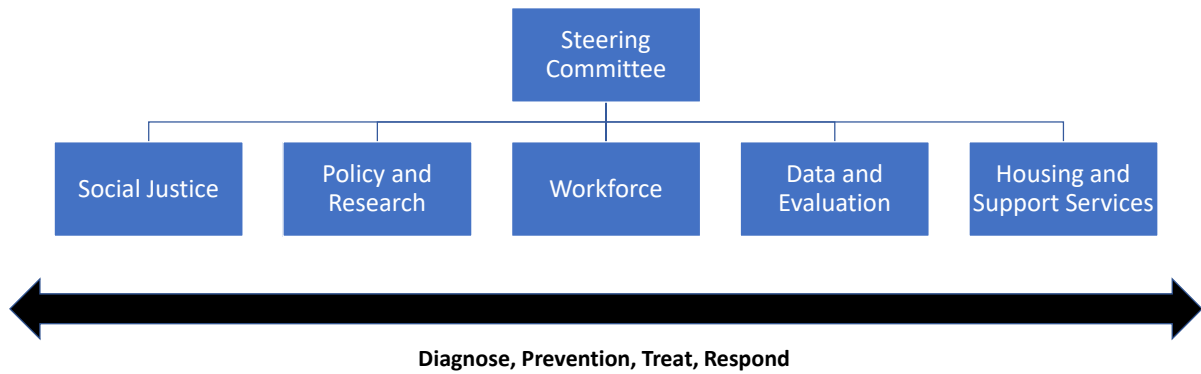 Steering
Committee
Social Justice
Policy and
Research
Workforce
Data and
Evaluation
Housing and
Support Services
Diagnose, Prevention, Treat, Respond